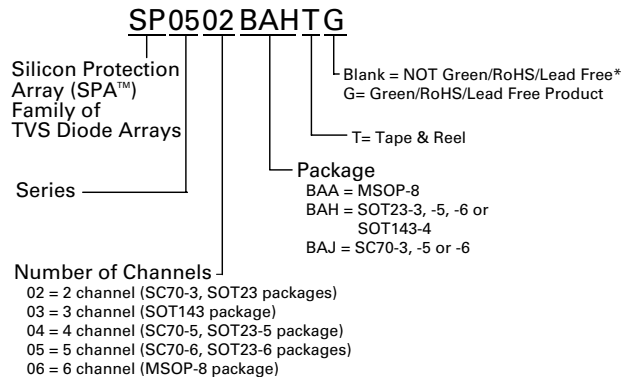 SP0502BAHTG
Silicon Protection
Array (SPA™)
Family of
TVS Diode Arrays
Series
Number of Channels
02 = 2 channel (SC70-3, SOT23 packages)
03 = 3 channel (SOT143 package)
04 = 4 channel (SC70-5, SOT23-5 package)
05 = 5 channel (SC70-6, SOT23-6 packages)
06 = 6 channel (MSOP-8 package)
Package
BAA = MSOP-8
BAH = SOT23-3, -5, -6 or
SOT143-4
BAJ = SC70-3, -5 or -6
T= Tape & Reel
Blank = NOT Green/RoHS/Lead Free*
G= Green/RoHS/Lead Free Product